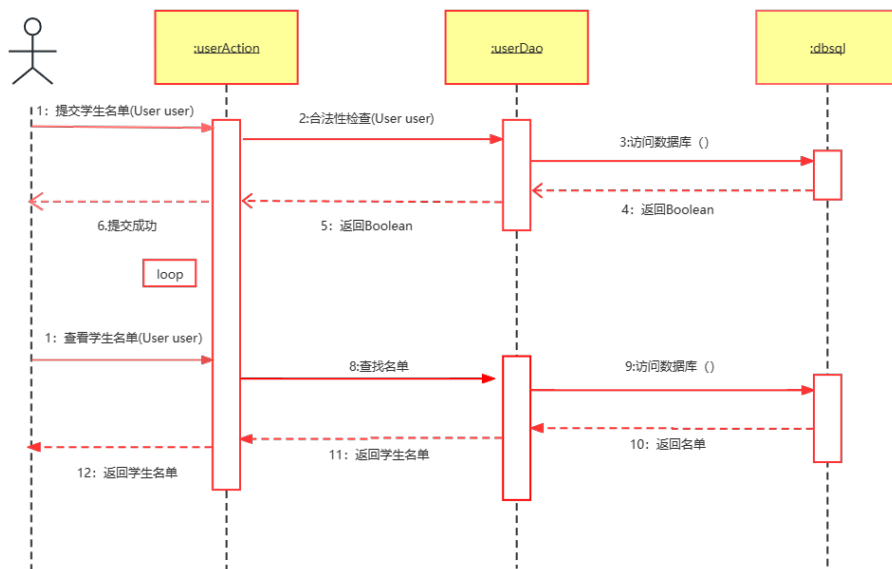 :userAction
:userDao
:dbsql
1：提交学生名单(User user)
2:合法性检查(User user)
3:访问数据库（）
4：返回Boolean
5：返回Boolean
6.提交成功
loop
1：查看学生名单(User user)
8:查找名单
9:访问数据库（）
10：返回名单
11：返回学生名单
12：返回学生名单